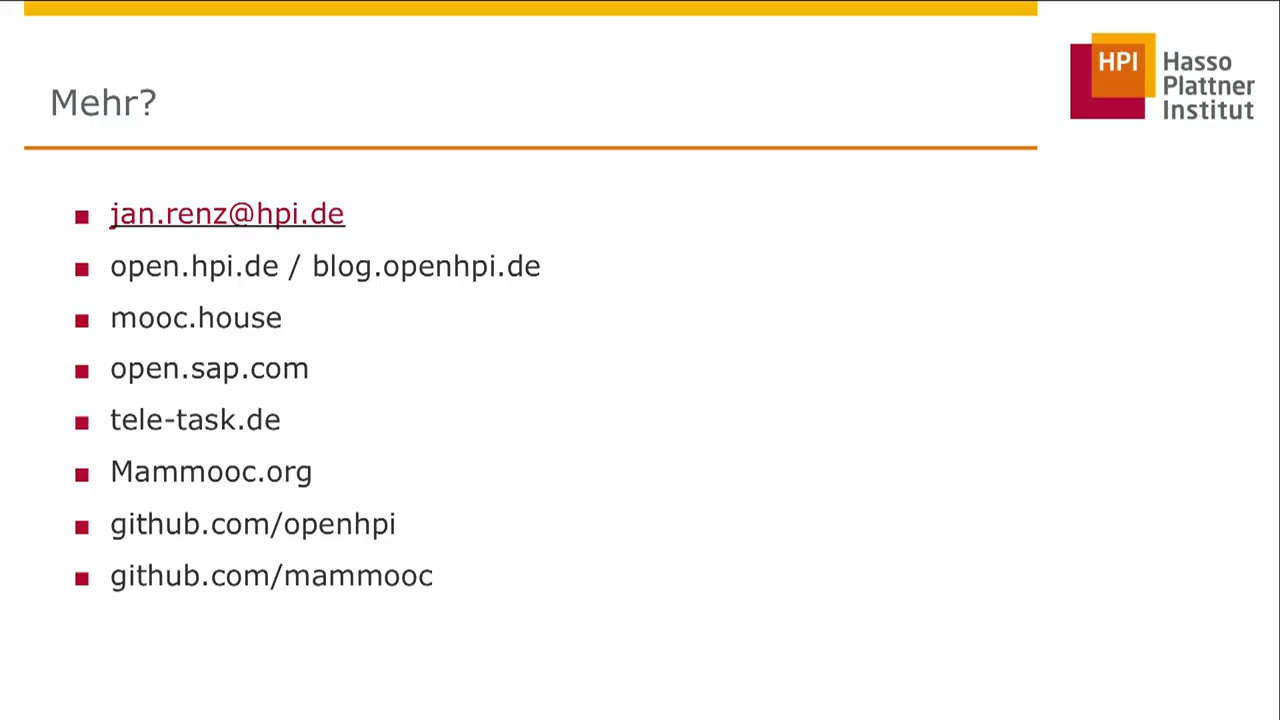 Mehr?
HPI
Hasso
Plattner
Institut
jan.renz@hpi.de
open.hpi.de / blog.openhpi.de
mooc.house
open.sap.com
tele-task.de
Mammooc.org
github.com/openhpi
github.com/mammooc